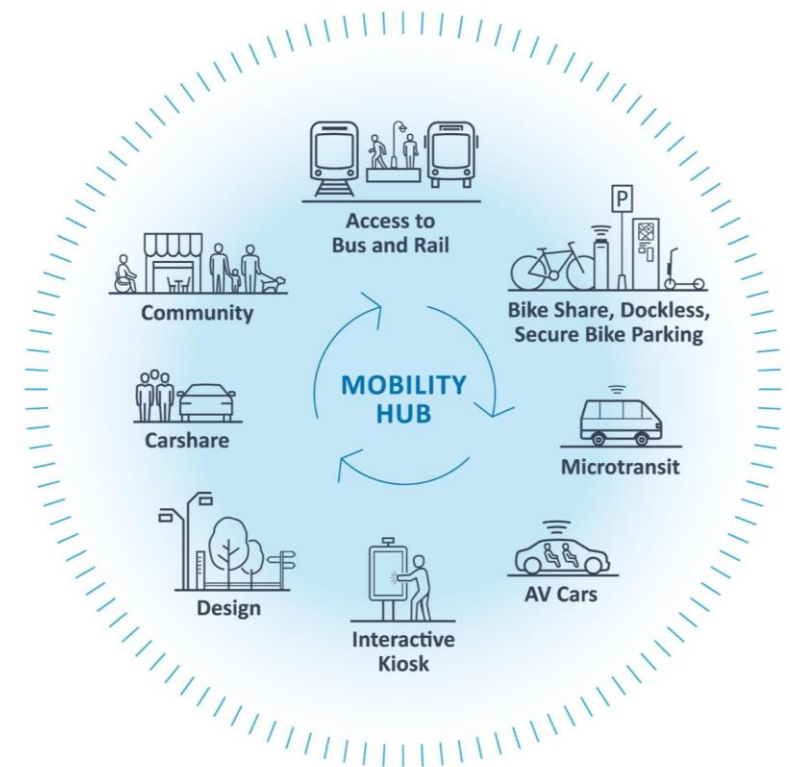 Access to
Bus and Rail
P
Bike Share, Dockless,
Secure Bike Parking
Community
MOBILITY
HUB
Carshare
Microtransit
Design
AV Cars
Interactive
Kiosk